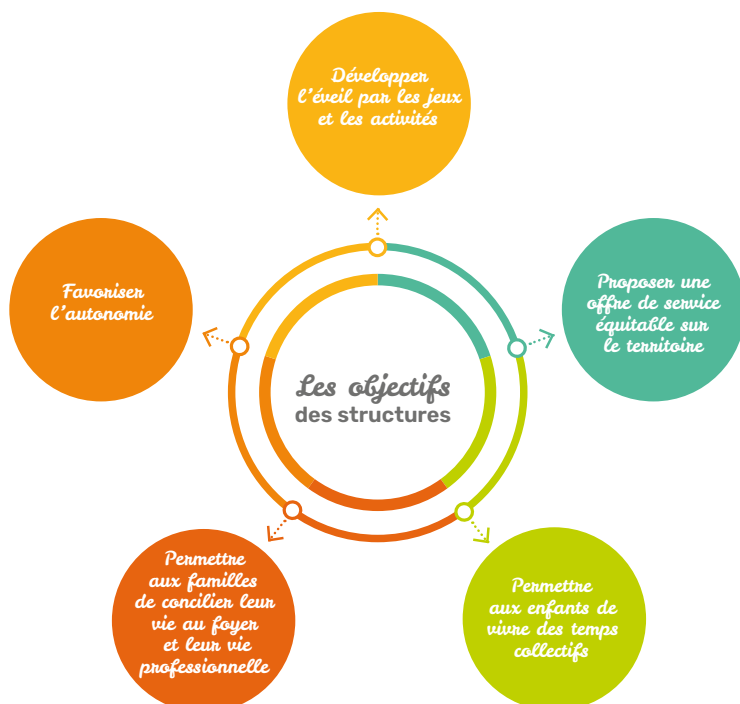 Développer
l'éveil par les jeux
et les activités
Favoriser
l'autonomie
Proposer une
offre de service
équitable sur
le territoire
Les objectifs
des structures
Permettre
aux familles
de concilier leur
vie au foyer
et leur vie
professionnelle
Permettre
aux enfants de
vivre des temps
collectifs